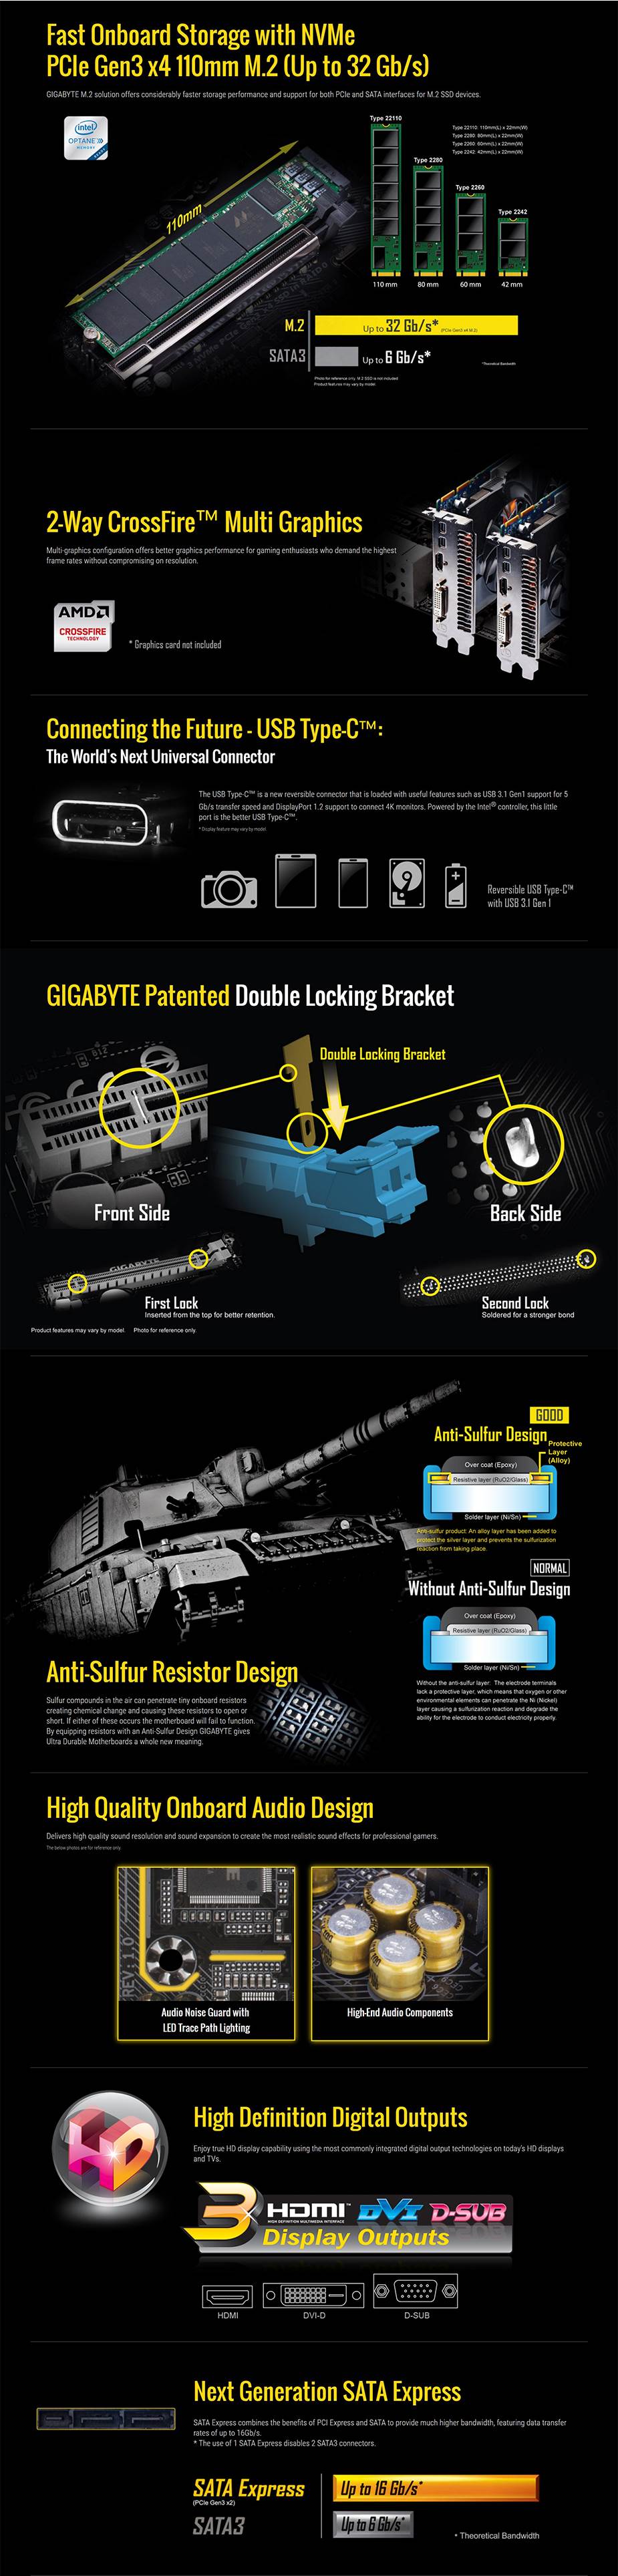 Fast Onboard Storage with NVMe
PCIe Gen3 x4 110mm M.2 (Up to 32 Gb/s)
GIGABYTE M.2 solution offers considerably faster storage performance and support for both PCIe and SATA interfaces for M.2 SSD devices.
intel
OPTANE
MEMORY
110mm
Type 22110
Type 2280
Type 2260
Type 2242
Type 22110: 110mm(L) x 22mm(W)
Type 2280: 80mm(L) x 22mm(W)
Type 2260: 60mm(L) x 22mm(W)
Type 2242: 42mm(L) x 22mm(W)
110 mm
80 mm
60 mm
42 mm
M.2
Up to 32 Gb/s* (PCIe Gen3 x4 M.2)
SATA3
Up to 6 Gb/s*
*Theoretical Bandwidth
Photo for reference only. M.2 SSD is not included
Product features may vary by model
2-Way CrossFire™ Multi Graphics
Multi-graphics configuration offers better graphics performance for gaming enthusiasts who demand the highest
frame rates without compromising on resolution.
AMD
CROSSFIRE
TECHNOLOGY
* Graphics card not included
Connecting the Future - USB Type-C™:
The World's Next Universal Connector
The USB Type-C™ is a new reversible connector that is loaded with useful features such as USB 3.1 Gen1 support for 5
Gb/s transfer speed and DisplayPort 1.2 support to connect 4K monitors. Powered by the Intel® controller, this little
port is the better USB Type-C™.
* Display feature may vary by model
Reversible USB Type-C™
with USB 3.1 Gen 1
GIGABYTE Patented Double Locking Bracket
Double Locking Bracket
Front Side
Back Side
GIGABYTE
First Lock
Inserted from the top for better retention.
Second Lock
Soldered for a stronger bond
Product features may vary by model. Photo for reference only.
GOOD
Anti-Sulfur Design
Protective
Layer
(Alloy)
Over coat (Epoxy)
Resistive layer (RuO2/Glass)
Solder layer (Ni/Sn)
Anti-sulfur product: An alloy layer has been added to
protect the silver layer and prevents the sulfurization
reaction from taking place.
NORMAL
Without Anti-Sulfur Design
Over coat (Epoxy)
Resistive layer (RuO2/Glass)
Solder layer (Ni/Sn)
Without the anti-sulfur layer: The electrode terminals
lack a protective layer, which means that oxygen or other
environmental elements can penetrate the Ni (Nickel)
layer causing a sulfurization reaction and degrade the
ability for the electrode to conduct electricity properly.
Anti-Sulfur Resistor Design
Sulfur compounds in the air can penetrate tiny onboard resistors
creating chemical change and causing these resistors to open or
short. If either of these occurs the motherboard will fail to function.
By equipping resistors with an Anti-Sulfur Design GIGABYTE gives
Ultra Durable Motherboards a whole new meaning.
High Quality Onboard Audio Design
Delivers high quality sound resolution and sound expansion to create the most realistic sound effects for professional gamers.
The below photos are for reference only.
REV:10
Audio Noise Guard with
LED Trace Path Lighting
High-End Audio Components
HD
High Definition Digital Outputs
Enjoy true HD display capability using the most commonly integrated digital output technologies on today's HD displays
and TVs.
3 HDMI™ DVI D-SUB
HIGH DEFINITION MULTIMEDIA INTERFACE
Display Outputs
HDMI
DVI-D
D-SUB
Next Generation SATA Express
SATA Express combines the benefits of PCI Express and SATA to provide much higher bandwidth, featuring data transfer
rates of up to 16Gb/s.
* The use of 1 SATA Express disables 2 SATA3 connectors.
SATA Express
(PCIe Gen3 x2)
Up to 16 Gb/s*
SATA3
Up to 6 Gb/s*
* Theoretical Bandwidth